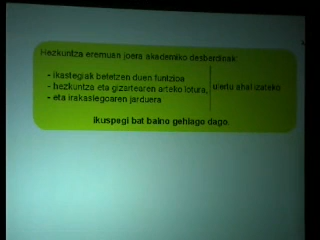 Hezkuntza eremuan joera akademiko desberdinak
- ikastegiak betetzen duen funtzioa
- hezkuntza eta gizartearen arteko lotura,
- eta irakaslegoaren jarduera
ulertu ahal izateko
ikuspegi bat baino gehiago dago.